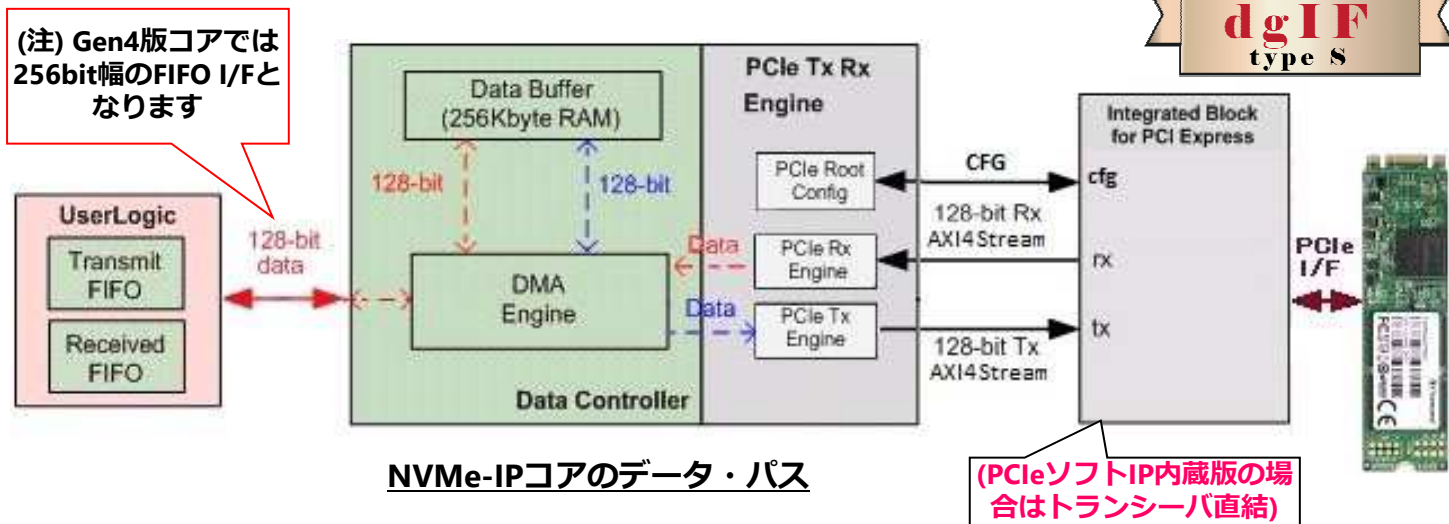 (注) Gen4版コアでは
256bit幅のFIFO I/Fと
なります
dgIF
type S
UserLogic
Transmit
FIFO
Received
FIFO
128-bit
data
Data Buffer
(256Kbyte RAM)
128-bit
128-bit
DMA
Engine
Data Controller
Data
Data
PCIe Tx Rx
Engine
PCIe Root
Config
PCIe Rx
Engine
PCIe Tx
Engine
CFG
128-bit Rx
AXI4Stream
128-bit Tx
AXI4Stream
Integrated Block
for PCI Express
cfg
rx
tx
PCIe
I/F
NVMe-IPコアのデータ・パス
(PCIeソフトIP内蔵版の場
合はトランシーバ直結)